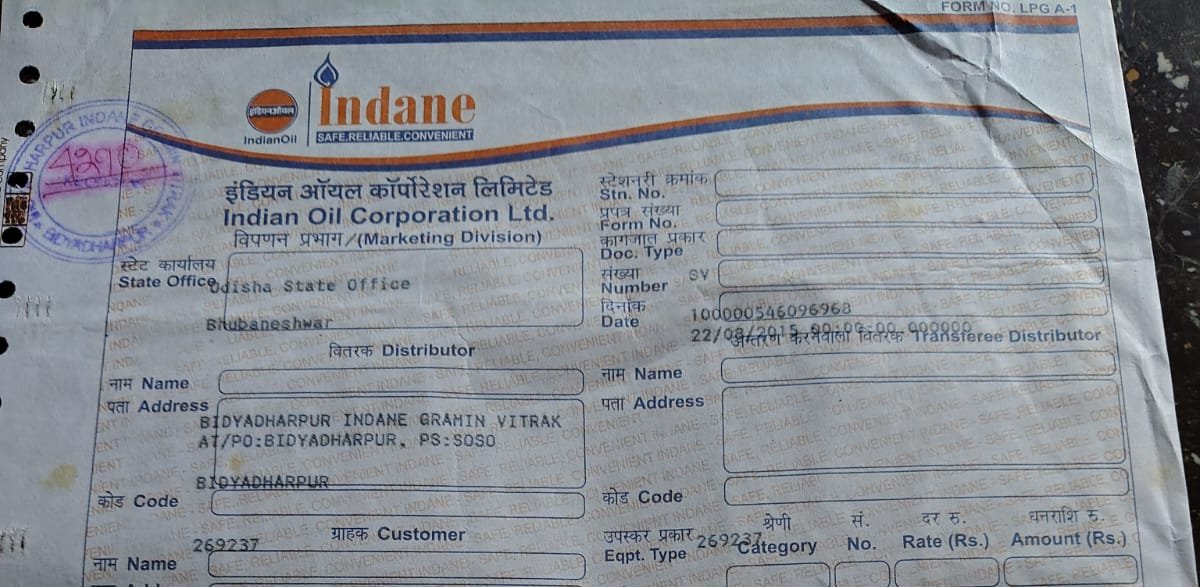 FORM NO. LPG A-1
इंडियनऑयल
IndianOil
Indane
SAFE.RELIABLE.CONVENIENT
4290
BIDYADHARPUR
इंडियन ऑयल कॉर्पोरेशन लिमिटेड
Indian Oil Corporation Ltd.
विपणन प्रभाग/(Marketing Division)
स्टेट कार्यालय
State Office
Odisha State Office
Bhubaneshwar
स्टेशनरी क्रमांक
Stn. No.
प्रपत्र संख्या
Form No.
कागजात प्रकार
Doc. Type
संख्या SV
Number
दिनांक 100000546096968
Date
22/08/2015 00:00:00.000000
वितरक Distributor
नाम Name
पता Address
BIDYADHARPUR INDANE GRAMIN VITRAK
AT/PO:BIDYADHARPUR, PS:SOSO
BIDYADHARPUR
कोड Code
269237
अन्तरण करनेवाला वितरक Transferee Distributor
नाम Name
पता Address
कोड Code
269237
ग्राहक Customer
नाम Name
उपस्कर प्रकार श्रेणी सं. दर रु. धनराशि रु.
Eqpt. Type Category No. Rate (Rs.) Amount (Rs.)